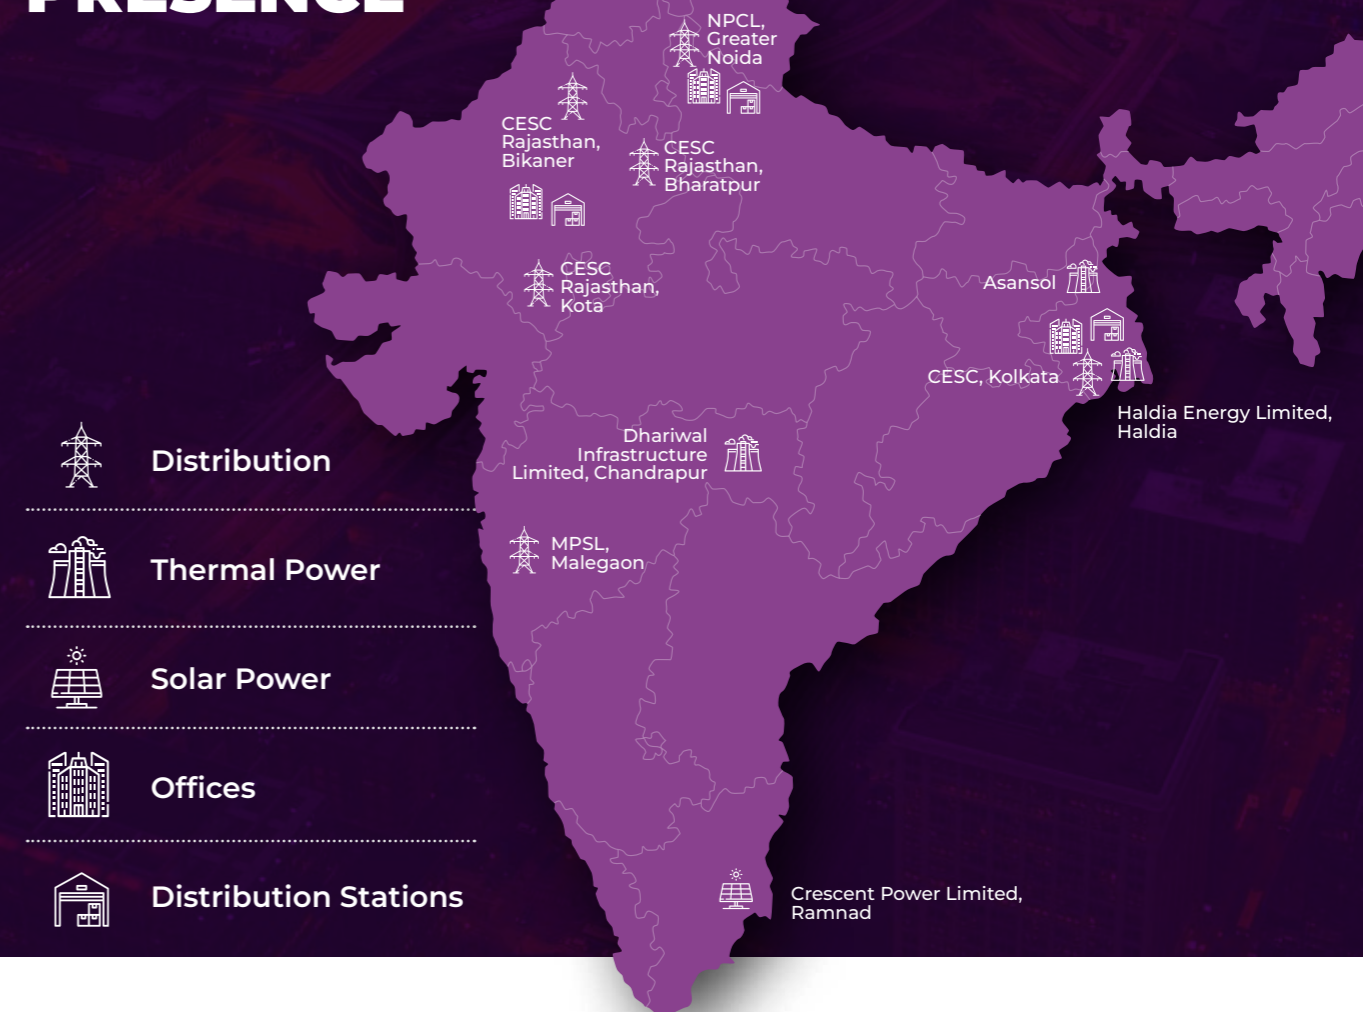 PRESENCE
NPCL,
Greater
Noida
CESC
Rajasthan,
Bikaner
CESC
Rajasthan,
Bharatpur
CESC
Rajasthan,
Kota
Asansol
CESC, Kolkata
Haldia Energy Limited,
Haldia
Dhariwal
Infrastructure
Limited, Chandrapur
MPSL,
Malegaon
Crescent Power Limited,
Ramnad
Distribution
Thermal Power
Solar Power
Offices
Distribution Stations